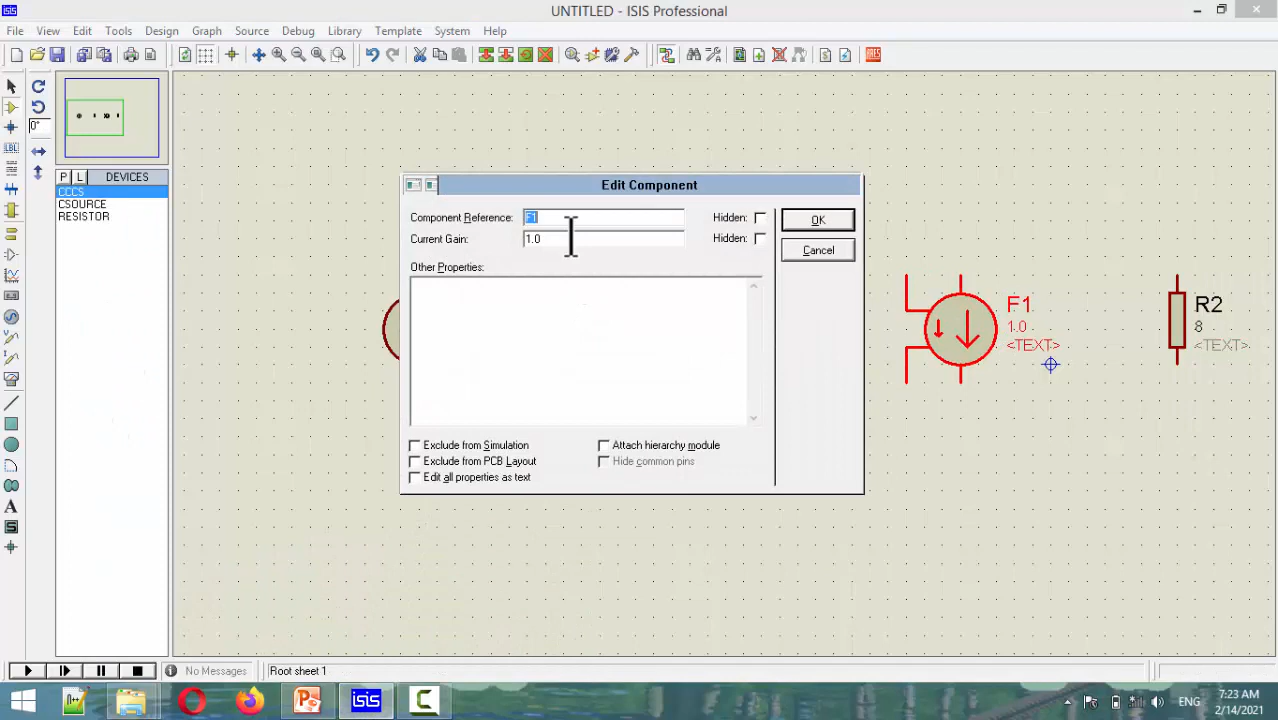 UNTITLED - ISIS Professional
File View Edit Tools Design Graph Source Debug Library Template System Help
ARES
0°
LBL
P L DEVICES
CCCS
CSOURCE
RESISTOR
A
S
Edit Component
Component Reference: F1 Hidden:
Current Gain: 1.0 Hidden:
OK
Cancel
Other Properties:
Exclude from Simulation
Exclude from PCB Layout
Edit all properties as text
Attach hierarchy module
Hide common pins
F1
1.0
<TEXT>
R2
8
<TEXT>
No Messages
Root sheet 1
isis
ENG
7:23 AM
2/14/2021